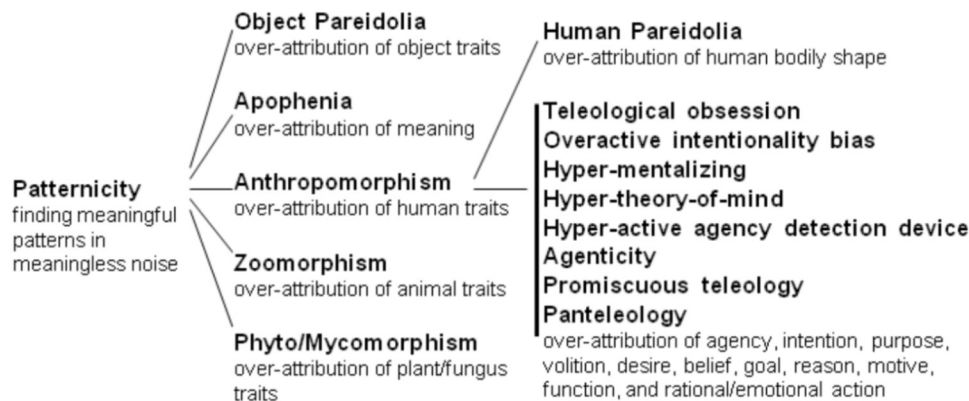 Patternicity
finding meaningful
patterns in
meaningless noise
Object Pareidolia
over-attribution of object traits
Apophenia
over-attribution of meaning
Anthropomorphism
over-attribution of human traits
Zoomorphism
over-attribution of animal traits
Phyto/Mycomorphism
over-attribution of plant/fungus
traits
Human Pareidolia
over-attribution of human bodily shape
Teleological obsession
Overactive intentionality bias
Hyper-mentalizing
Hyper-theory-of-mind
Hyper-active agency detection device
Agenticity
Promiscuous teleology
Panteleology
over-attribution of agency, intention, purpose,
volition, desire, belief, goal, reason, motive,
function, and rational/emotional action